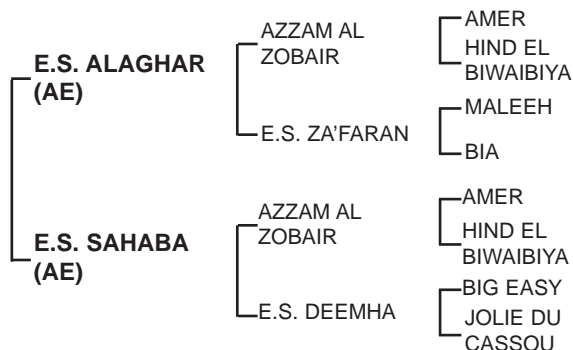 AMER
AZZAM AL
ZOBAIR
HIND EL
BIWAIBIYA
E.S. ALAGHAR
(AE)
MALEEH
E.S. ZA'FARAN
BIA
AMER
AZZAM AL
ZOBAIR
HIND EL
BIWAIBIYA
E.S. SAHABA
(AE)
BIG EASY
E.S. DEEMHA
JOLIE DU
CASSOU